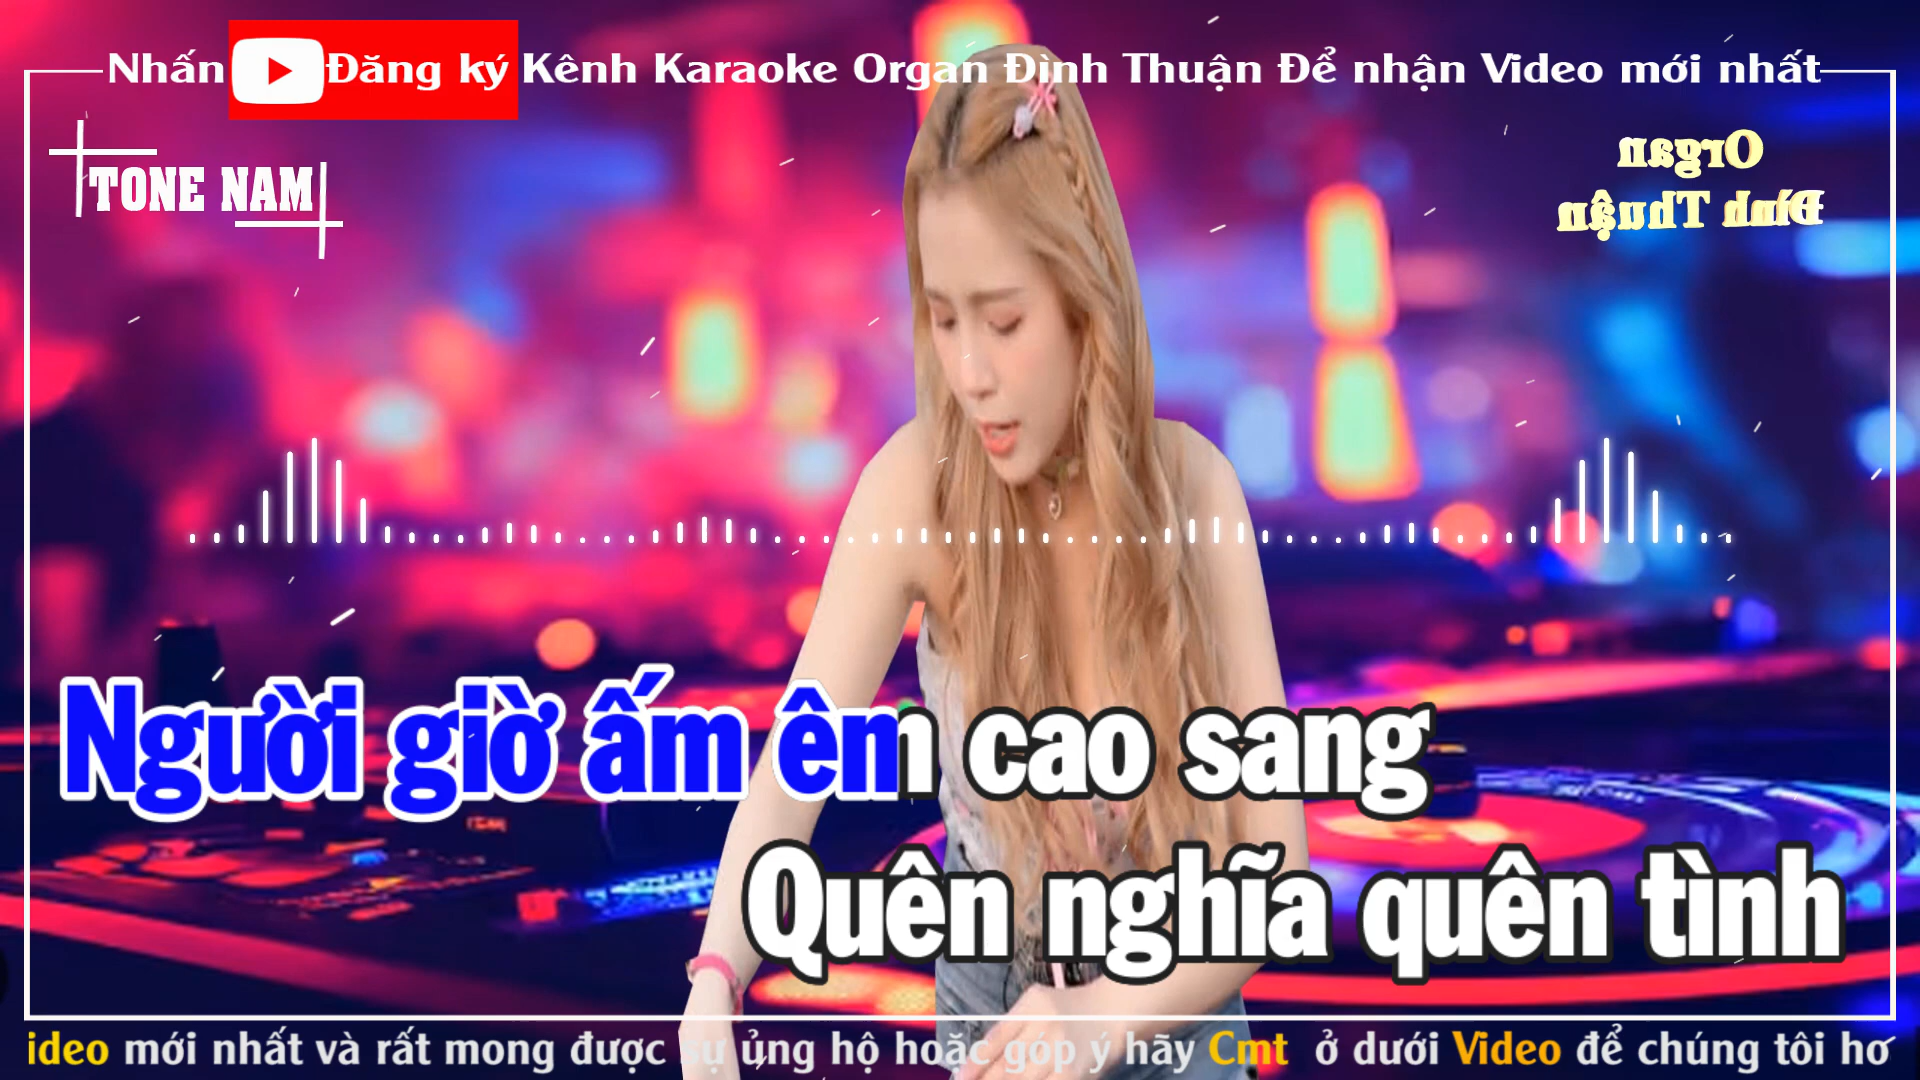 Nhấn Đăng ký Kênh Karaoke Organ Đình Thuận Để nhận Video mới nhất
TONE NAM
Organ
Đình Thuận
Người giờ ấm ên cao sang
Quên nghĩa quên tình
ideo mới nhất và rất mong được sự ủng hộ hoặc góp ý hãy Cmt ở dưới Video để chúng tôi hơ